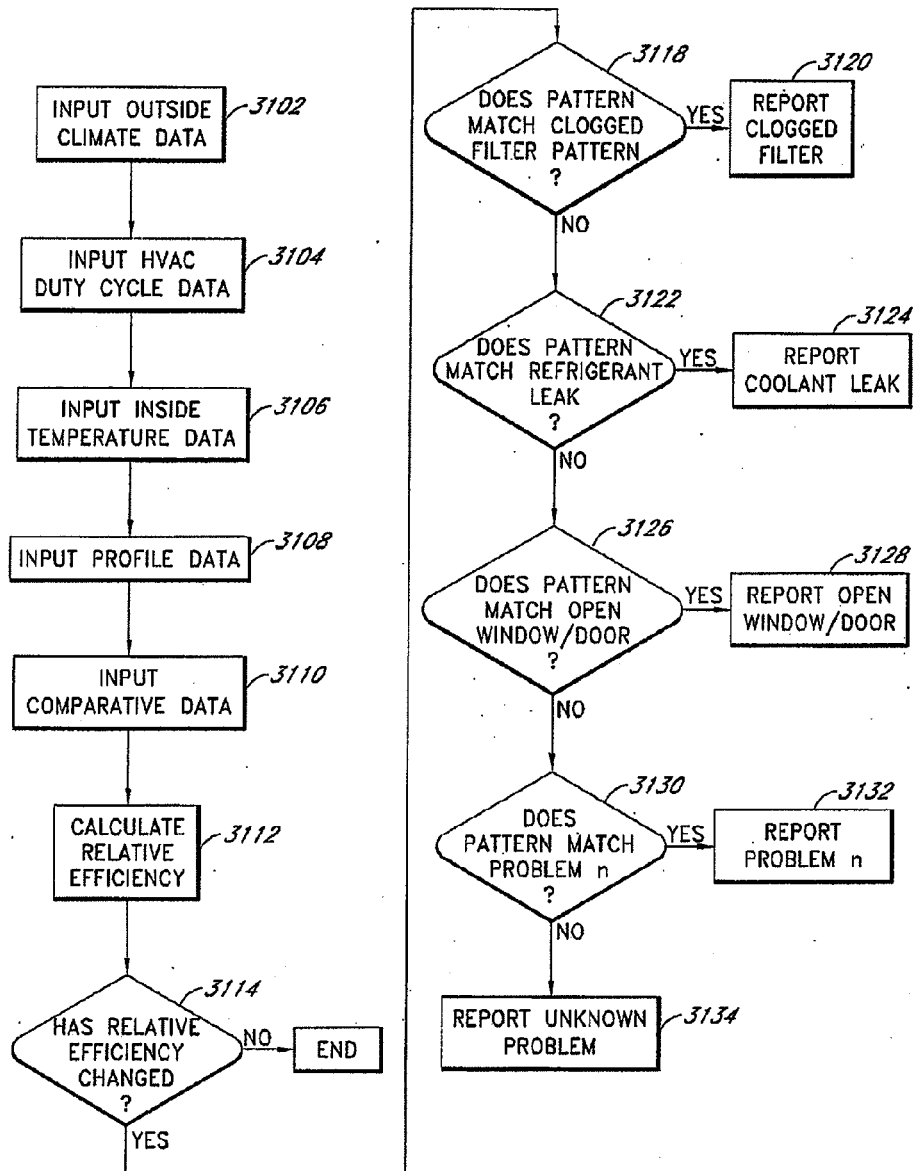 INPUT OUTSIDE
CLIMATE DATA
3102
INPUT HVAC
DUTY CYCLE DATA
3104
INPUT INSIDE
TEMPERATURE DATA
3106
INPUT PROFILE DATA
3108
INPUT
COMPARATIVE DATA
3110
CALCULATE
RELATIVE
EFFICIENCY
3112
HAS RELATIVE
EFFICIENCY
CHANGED
?
3114
NO
END
YES
DOES PATTERN
MATCH CLOGGED
FILTER PATTERN
?
3118
YES
REPORT
CLOGGED
FILTER
3120
NO
DOES PATTERN
MATCH REFRIGERANT
LEAK
?
3122
YES
REPORT
COOLANT LEAK
3124
NO
DOES PATTERN
MATCH OPEN
WINDOW/DOOR
?
3126
YES
REPORT OPEN
WINDOW/DOOR
3128
NO
DOES
PATTERN MATCH
PROBLEM n
?
3130
YES
REPORT
PROBLEM n
3132
NO
REPORT UNKNOWN
PROBLEM
3134